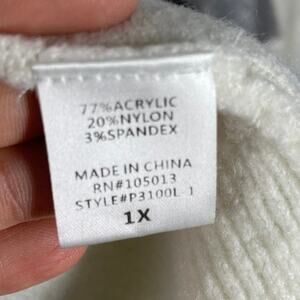 77%ACRYLIC
20%NYLON
3%SPANDEX
MADE IN CHINA
RN#105013
STYLE#P3100L-1
1X